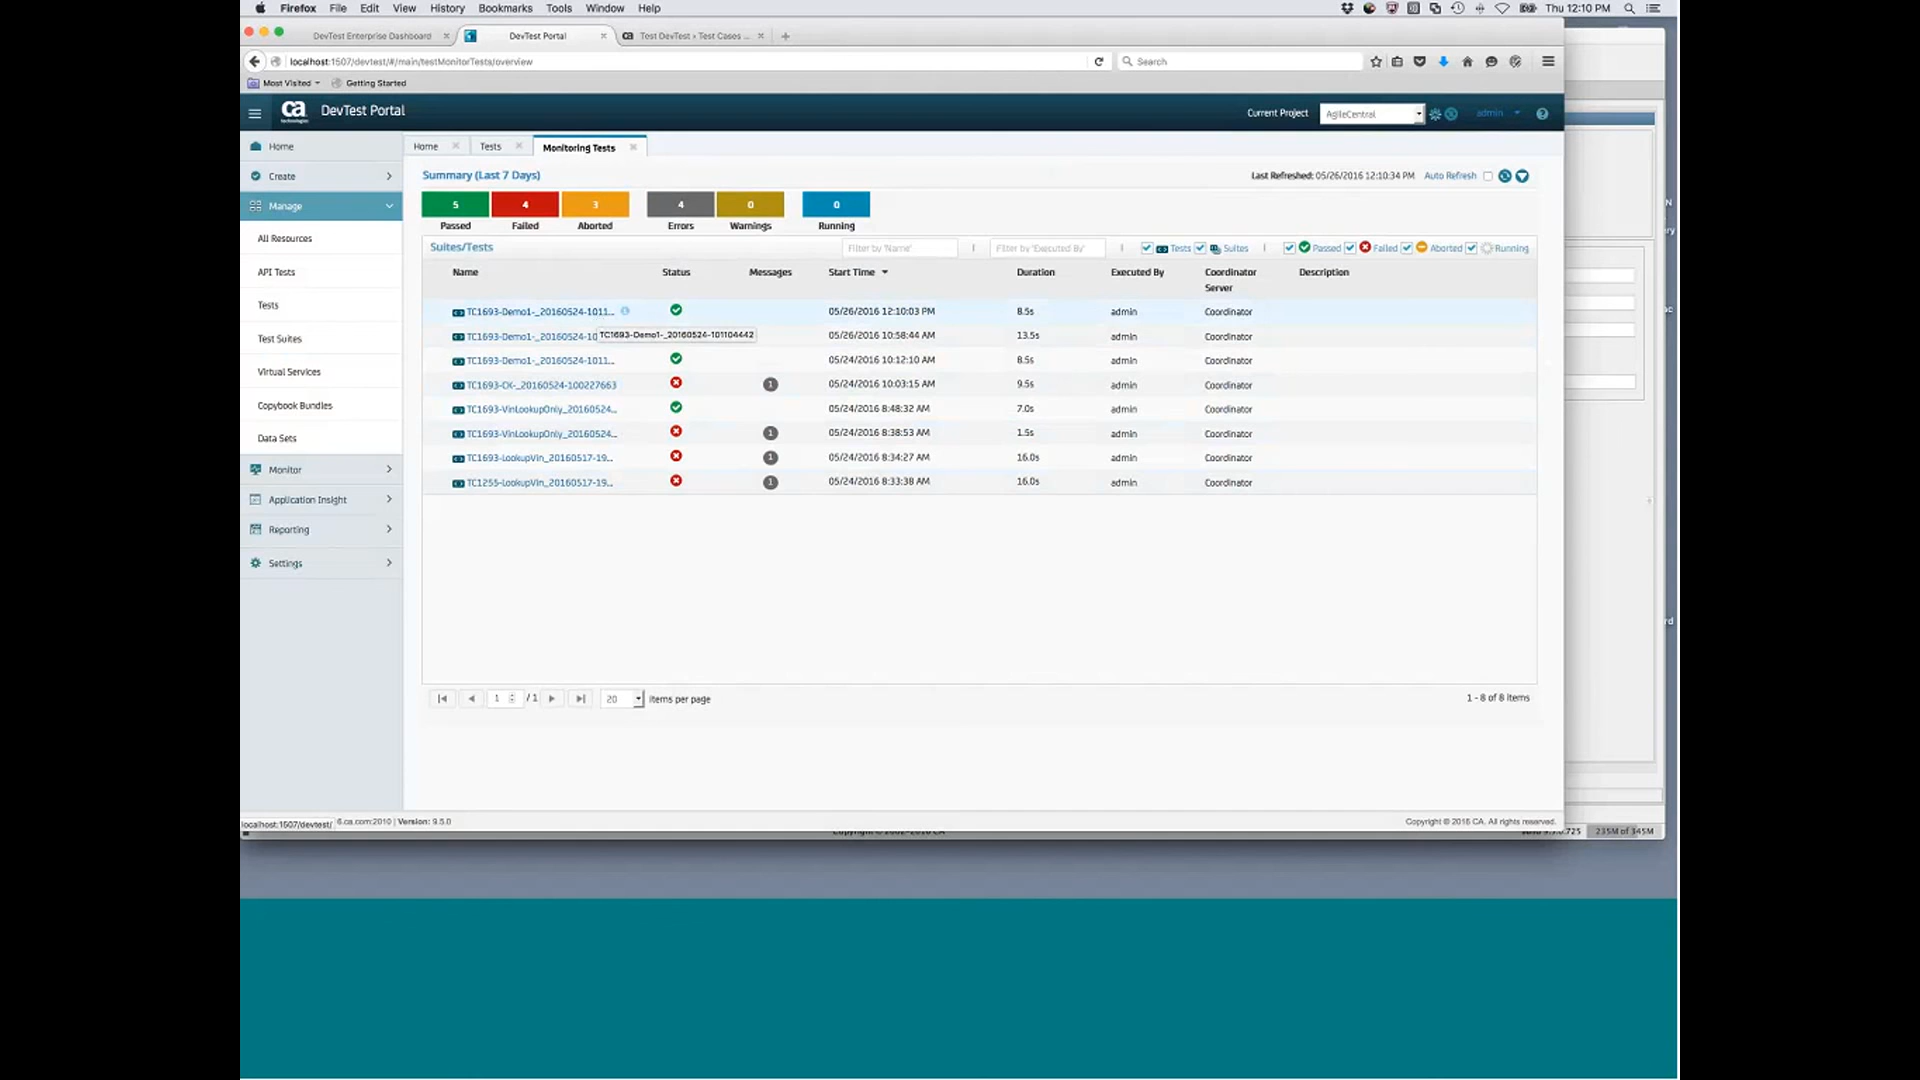 Firefox File Edit View History Bookmarks Tools Window Help Thu 12:10 PM
DevTest Enterprise Dashboard DevTest Portal Test DevTest › Test Cases ...
localhost:1507/devtest/#/main/testMonitorTests/overview Search
Most Visited Getting Started
ca technologies DevTest Portal Current Project AgileCentral admin
Home
Create
Manage
All Resources
API Tests
Tests
Test Suites
Virtual Services
Copybook Bundles
Data Sets
Monitor
Application Insight
Reporting
Settings
Home Tests Monitoring Tests
Summary (Last 7 Days) Last Refreshed: 05/26/2016 12:10:34 PM Auto Refresh
5 4 3 4 0 0
Passed Failed Aborted Errors Warnings Running
Suites/Tests Filter by 'Name' Filter by 'Executed By' Tests Suites Passed Failed Aborted Running
Name Status Messages Start Time Duration Executed By Coordinator Server Description
TC1693-Demo1-_20160524-1011... 05/26/2016 12:10:03 PM 8.5s admin Coordinator
TC1693-Demo1-_20160524-10 TC1693-Demo1-_20160524-101104442 05/26/2016 10:58:44 AM 13.5s admin Coordinator
TC1693-Demo1-_20160524-1011... 05/24/2016 10:12:10 AM 8.5s admin Coordinator
TC1693-OK-_20160524-100227663 1 05/24/2016 10:03:15 AM 9.5s admin Coordinator
TC1693-VinLookupOnly_20160524... 05/24/2016 8:48:32 AM 7.0s admin Coordinator
TC1693-VinLookupOnly_20160524... 1 05/24/2016 8:38:53 AM 1.5s admin Coordinator
TC1693-LookupVin_20160517-19... 1 05/24/2016 8:34:27 AM 16.0s admin Coordinator
TC1255-LookupVin_20160517-19... 1 05/24/2016 8:33:38 AM 16.0s admin Coordinator
1 / 1 20 items per page 1 - 8 of 8 items
localhost:1507/devtest/ 6.ca.com:2010 | Version: 9.5.0 Copyright © 2016 CA. All rights reserved.
235M of 345M